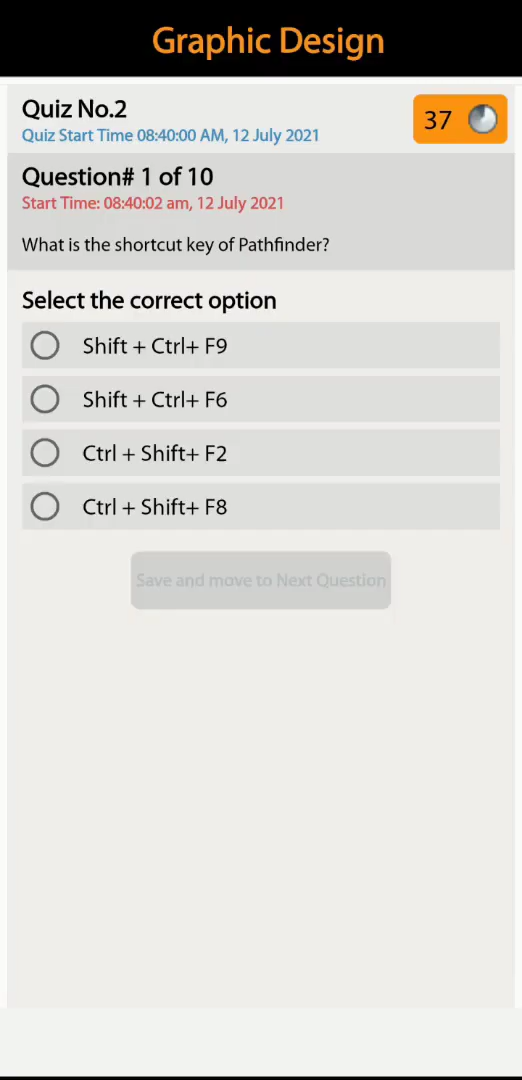 Graphic Design
Quiz No.2
37
Quiz Start Time 08:40:00 AM, 12 July 2021
Question# 1 of 10
Start Time: 08:40:02 am, 12 July 2021
What is the shortcut key of Pathfinder?
Select the correct option
Shift + Ctrl+ F9
Shift + Ctrl+ F6
Ctrl + Shift+ F2
Ctrl + Shift+ F8
Save and move to Next Question